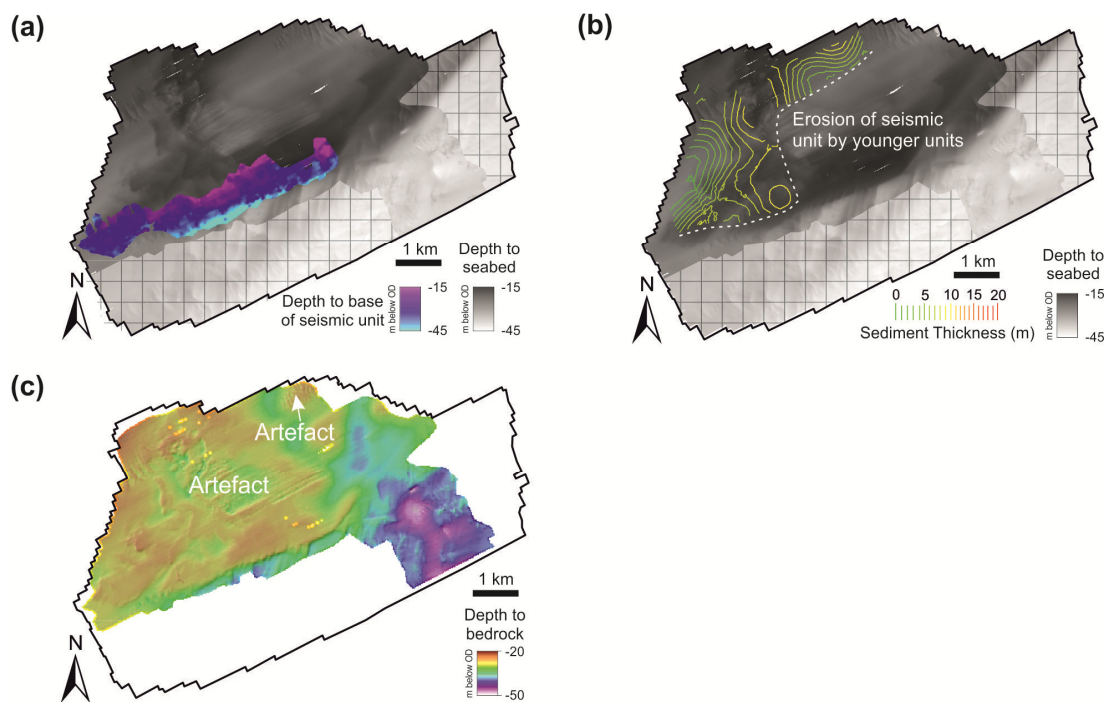 (a)
1 km
Depth to
seabed
N
Depth to base
of seismic unit
m below OD
-15
-45
m below OD
-15
-45
(b)
Erosion of seismic
unit by younger units
8
1 km
Depth to
seabed
N
0 5 10 15 20
Sediment Thickness (m)
m below OD
-15
-45
(c)
Artefact
Artefact
1 km
Depth to
bedrock
N
m below OD
-20
-50